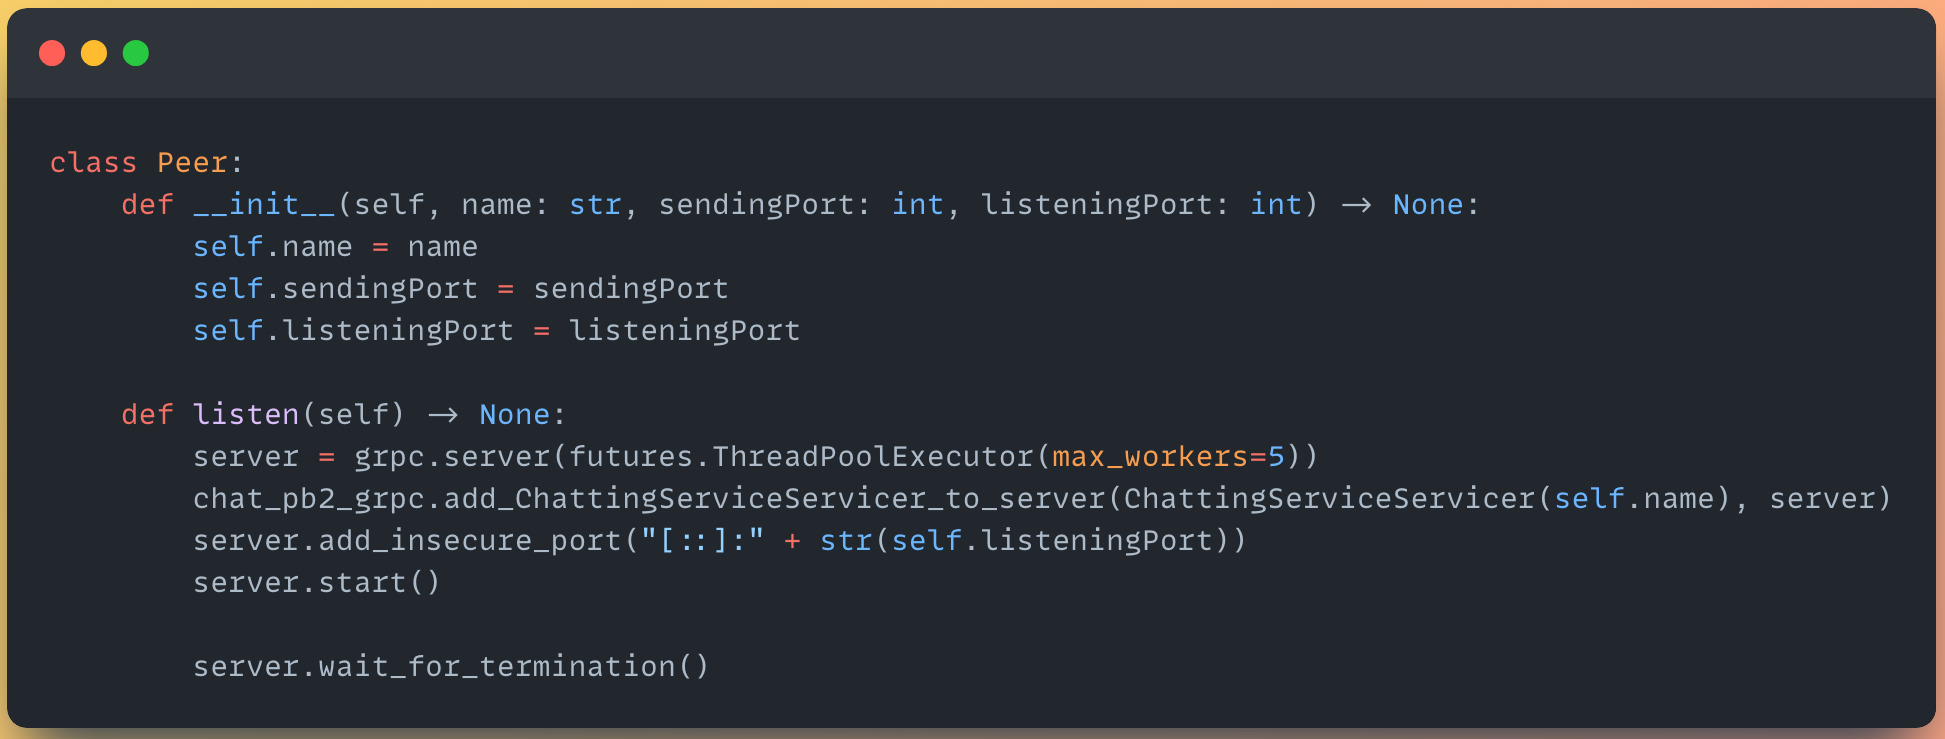 class Peer:
    def __init__(self, name: str, sendingPort: int, listeningPort: int) -> None:
        self.name = name
        self.sendingPort = sendingPort
        self.listeningPort = listeningPort

    def listen(self) -> None:
        server = grpc.server(futures.ThreadPoolExecutor(max_workers=5))
        chat_pb2_grpc.add_ChattingServiceServicer_to_server(ChattingServiceServicer(self.name), server)
        server.add_insecure_port("[::]:" + str(self.listeningPort))
        server.start()

        server.wait_for_termination()